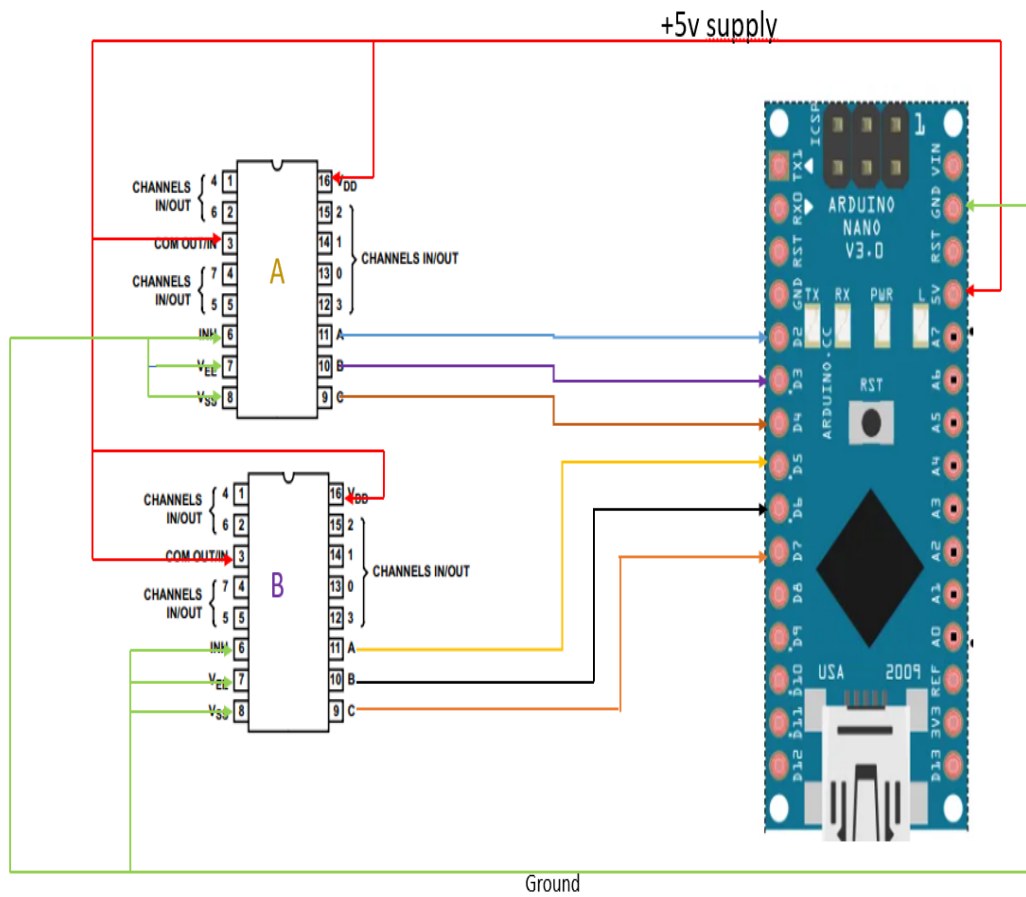 +5v supply
CHANNELS
IN/OUT
4 1
6 2
COM OUT/IN 3
CHANNELS
IN/OUT
7 4
5 5
INH 6
VEE 7
VSS 8
A
16 VDD
15 2
14 1
13 0
12 3
CHANNELS IN/OUT
11 A
10 B
9 C
CHANNELS
IN/OUT
4 1
6 2
COM OUT/IN 3
CHANNELS
IN/OUT
7 4
5 5
INH 6
VEE 7
VSS 8
B
16 VDD
15 2
14 1
13 0
12 3
CHANNELS IN/OUT
11 A
10 B
9 C
ICSP
1
ARDUINO
NANO
V3.0
TX RX PWR L
ARDUINO.CC
RST
USA 2009
TX1
RX0
RST
GND
D2
D3
D4
D5
D6
D7
D8
D9
D10
D11
D12
VIN
GND
RST
5V
A7
A6
A5
A4
A3
A2
A1
A0
REF
3V3
D13
Ground